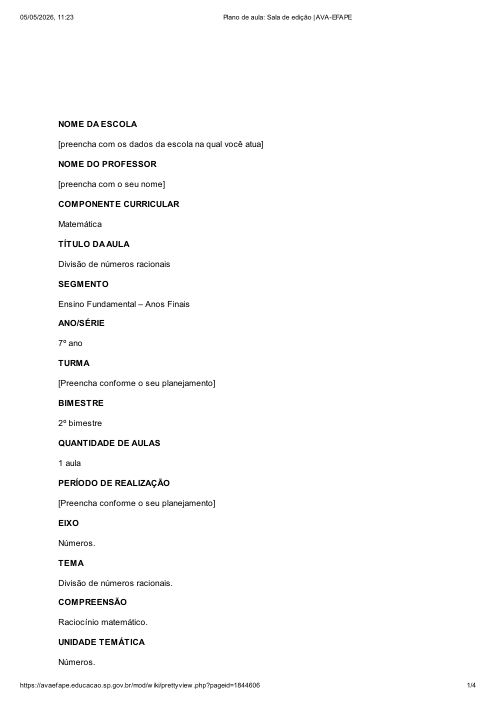 05/05/2026, 11:23 Plano de aula: Sala de edição | AVA-EFAPE
NOME DA ESCOLA
[preencha com os dados da escola na qual você atua]
NOME DO PROFESSOR
[preencha com o seu nome]
COMPONENTE CURRICULAR
Matemática
TÍTULO DA AULA
Divisão de números racionais
SEGMENTO
Ensino Fundamental – Anos Finais
ANO/SÉRIE
7º ano
TURMA
[Preencha conforme o seu planejamento]
BIMESTRE
2º bimestre
QUANTIDADE DE AULAS
1 aula
PERÍODO DE REALIZAÇÃO
[Preencha conforme o seu planejamento]
EIXO
Números.
TEMA
Divisão de números racionais.
COMPREENSÃO
Raciocínio matemático.
UNIDADE TEMÁTICA
Números.
https://avaefape.educacao.sp.gov.br/mod/wiki/prettyview.php?pageid=1844606 1/4